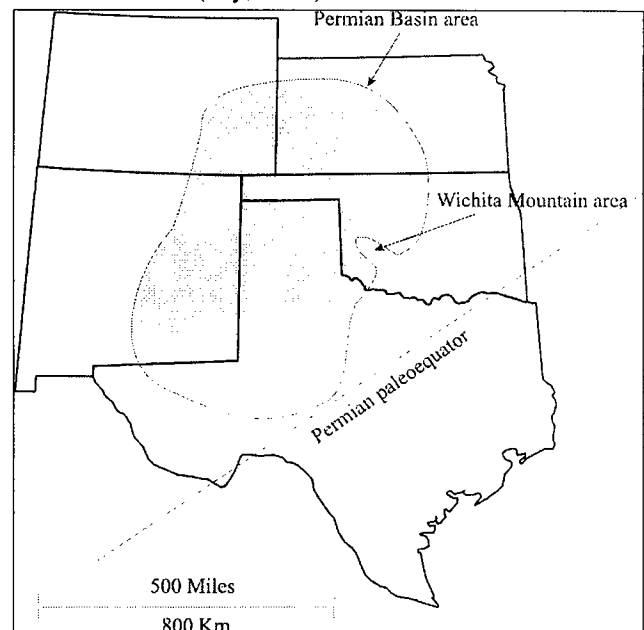 Permian Basin area
Wichita Mountain area
Permian paleoequator
500 Miles
800 Km